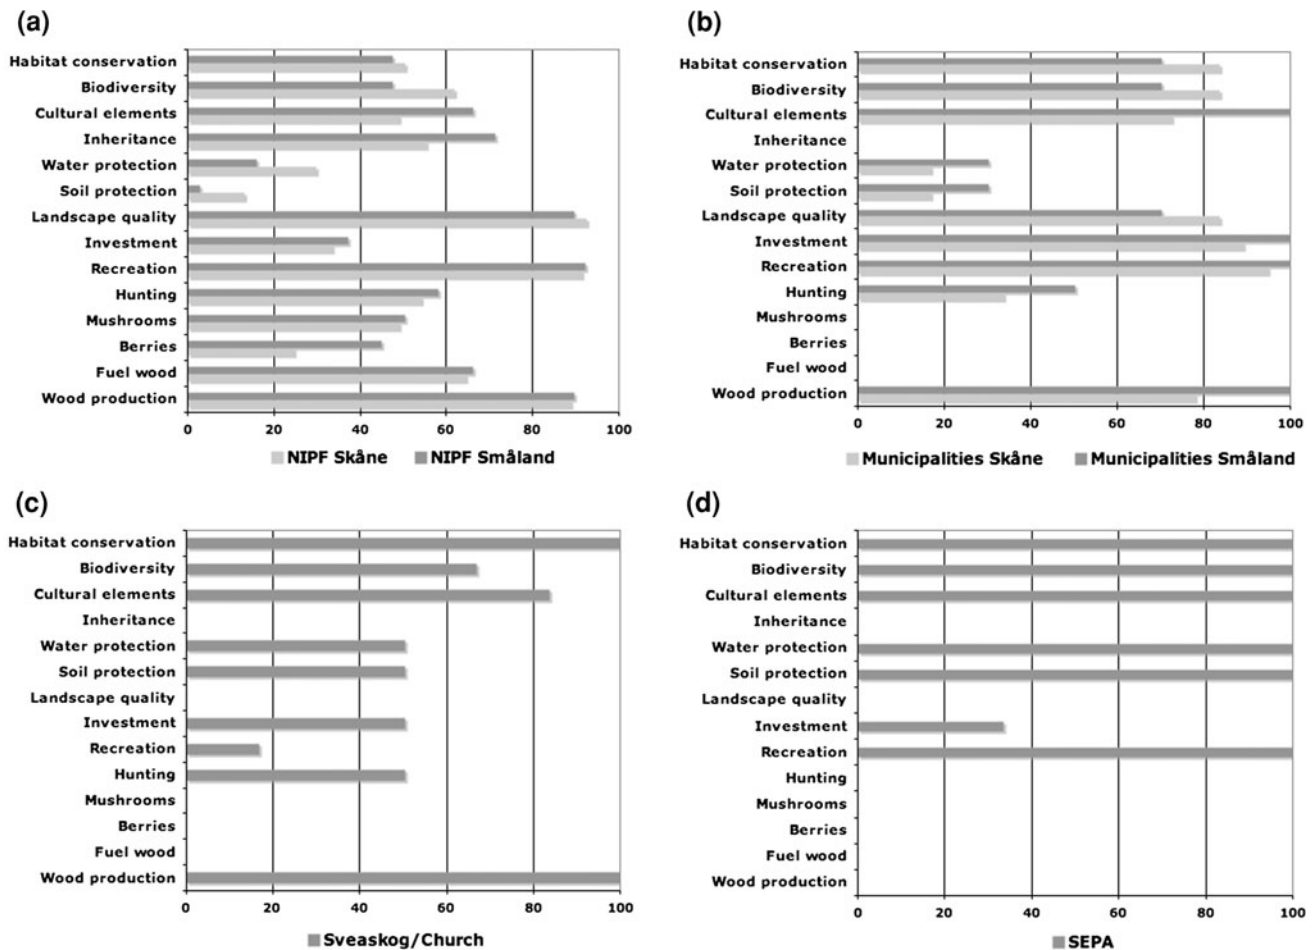 (a)
Habitat conservation
Biodiversity
Cultural elements
Inheritance
Water protection
Soil protection
Landscape quality
Investment
Recreation
Hunting
Mushrooms
Berries
Fuel wood
Wood production
0 20 40 60 80 100
NIPF Skåne NIPF Småland
(b)
Habitat conservation
Biodiversity
Cultural elements
Inheritance
Water protection
Soil protection
Landscape quality
Investment
Recreation
Hunting
Mushrooms
Berries
Fuel wood
Wood production
0 20 40 60 80 100
Municipalities Skåne Municipalities Småland
(c)
Habitat conservation
Biodiversity
Cultural elements
Inheritance
Water protection
Soil protection
Landscape quality
Investment
Recreation
Hunting
Mushrooms
Berries
Fuel wood
Wood production
0 20 40 60 80 100
Sveaskog/Church
(d)
Habitat conservation
Biodiversity
Cultural elements
Inheritance
Water protection
Soil protection
Landscape quality
Investment
Recreation
Hunting
Mushrooms
Berries
Fuel wood
Wood production
0 20 40 60 80 100
SEPA